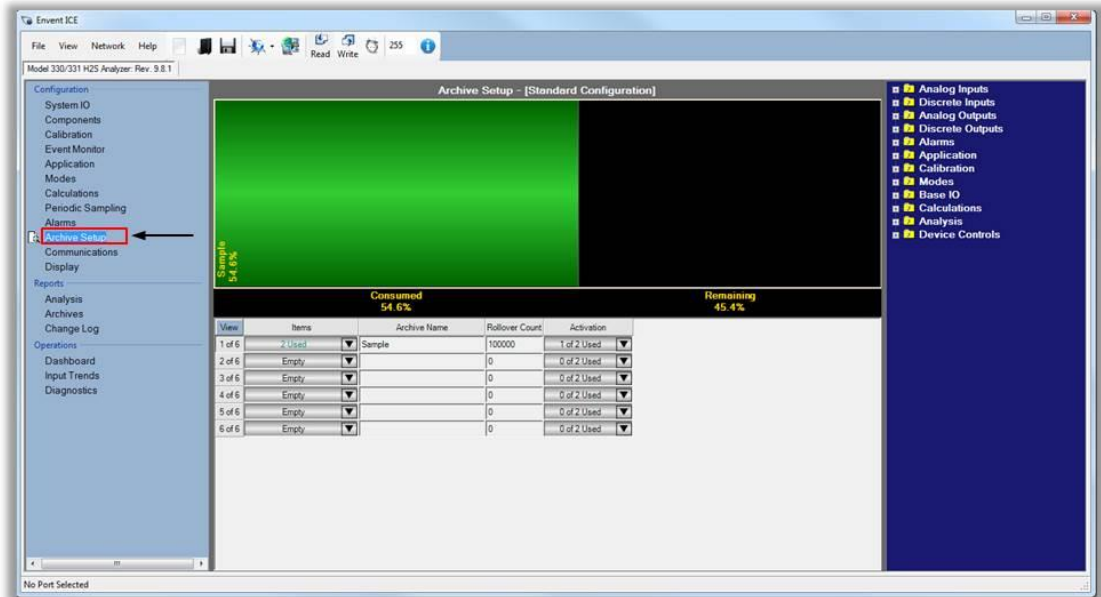 Envent ICE
File View Network Help Read Write 255
Model 330/331 H2S Analyzer: Rev. 9.8.1
Configuration
System IO
Components
Calibration
Event Monitor
Application
Modes
Calculations
Periodic Sampling
Alarms
Archive Setup
Communications
Display
Reports
Analysis
Archives
Change Log
Operations
Dashboard
Input Trends
Diagnostics
Archive Setup - [Standard Configuration]
Sample
54.6%
Consumed
54.6%
Remaining
45.4%
View Items Archive Name Rollover Count Activation
1 of 6 2 Used Sample 100000 1 of 2 Used
2 of 6 Empty 0 0 of 2 Used
3 of 6 Empty 0 0 of 2 Used
4 of 6 Empty 0 0 of 2 Used
5 of 6 Empty 0 0 of 2 Used
6 of 6 Empty 0 0 of 2 Used
Analog Inputs
Discrete Inputs
Analog Outputs
Discrete Outputs
Alarms
Application
Calibration
Modes
Base IO
Calculations
Analysis
Device Controls
No Port Selected